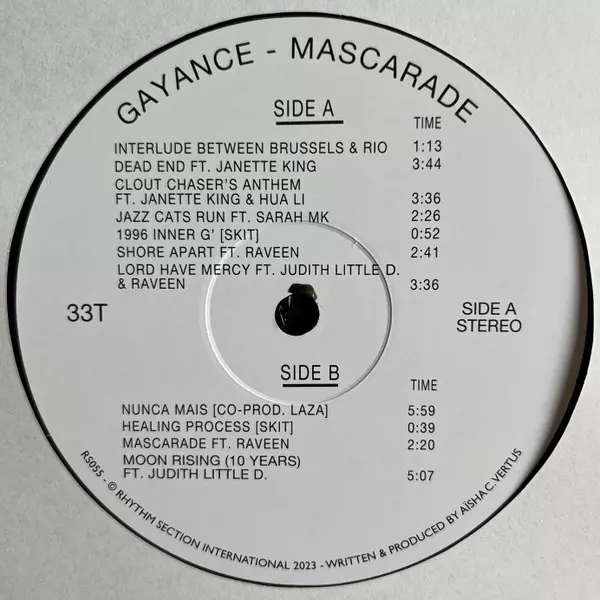 GAYANCE - MASCARADE
SIDE A
TIME
INTERLUDE BETWEEN BRUSSELS & RIO 1:13
DEAD END FT. JANETTE KING 3:44
CLOUT CHASER'S ANTHEM
FT. JANETTE KING & HUA LI 3:36
JAZZ CATS RUN FT. SARAH MK 2:26
1996 INNER G' [SKIT] 0:52
SHORE APART FT. RAVEEN 2:41
LORD HAVE MERCY FT. JUDITH LITTLE D.
& RAVEEN 3:36
33T
SIDE A
STEREO
SIDE B
TIME
NUNCA MAIS [CO-PROD. LAZA] 5:59
HEALING PROCESS [SKIT] 0:39
MASCARADE FT. RAVEEN 2:20
MOON RISING (10 YEARS)
FT. JUDITH LITTLE D. 5:07
RS055 - © RHYTHM SECTION INTERNATIONAL 2023 - WRITTEN & PRODUCED BY AÏSHA C. VERTUS